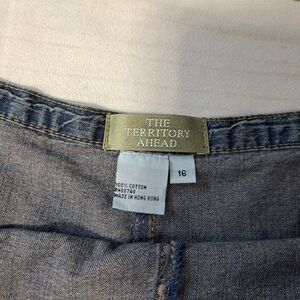 THE
TERRITORY
AHEAD
16
100% COTTON
MADE IN HONG KONG